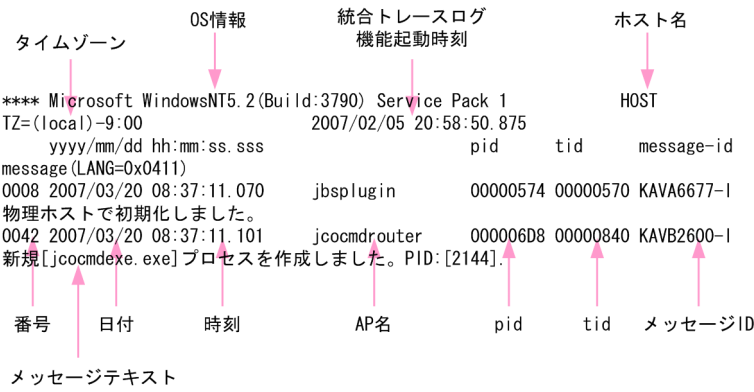 OS情報
統合トレースログ
機能起動時刻
ホスト名
タイムゾーン
**** Microsoft WindowsNT5.2(Build:3790) Service Pack 1 HOST
TZ=(local)-9:00 2007/02/05 20:58:50.875
yyyy/mm/dd hh:mm:ss.sss pid tid message-id
message(LANG=0x0411)
0008 2007/03/20 08:37:11.070 jbsplugin 00000574 00000570 KAVA6677-I
物理ホストで初期化しました。
0042 2007/03/20 08:37:11.101 jcocmdrouter 000006D8 00000840 KAVB2600-I
新規[jcocmdexe.exe]プロセスを作成しました。PID:[2144].
番号 日付 時刻 AP名 pid tid メッセージID
メッセージテキスト